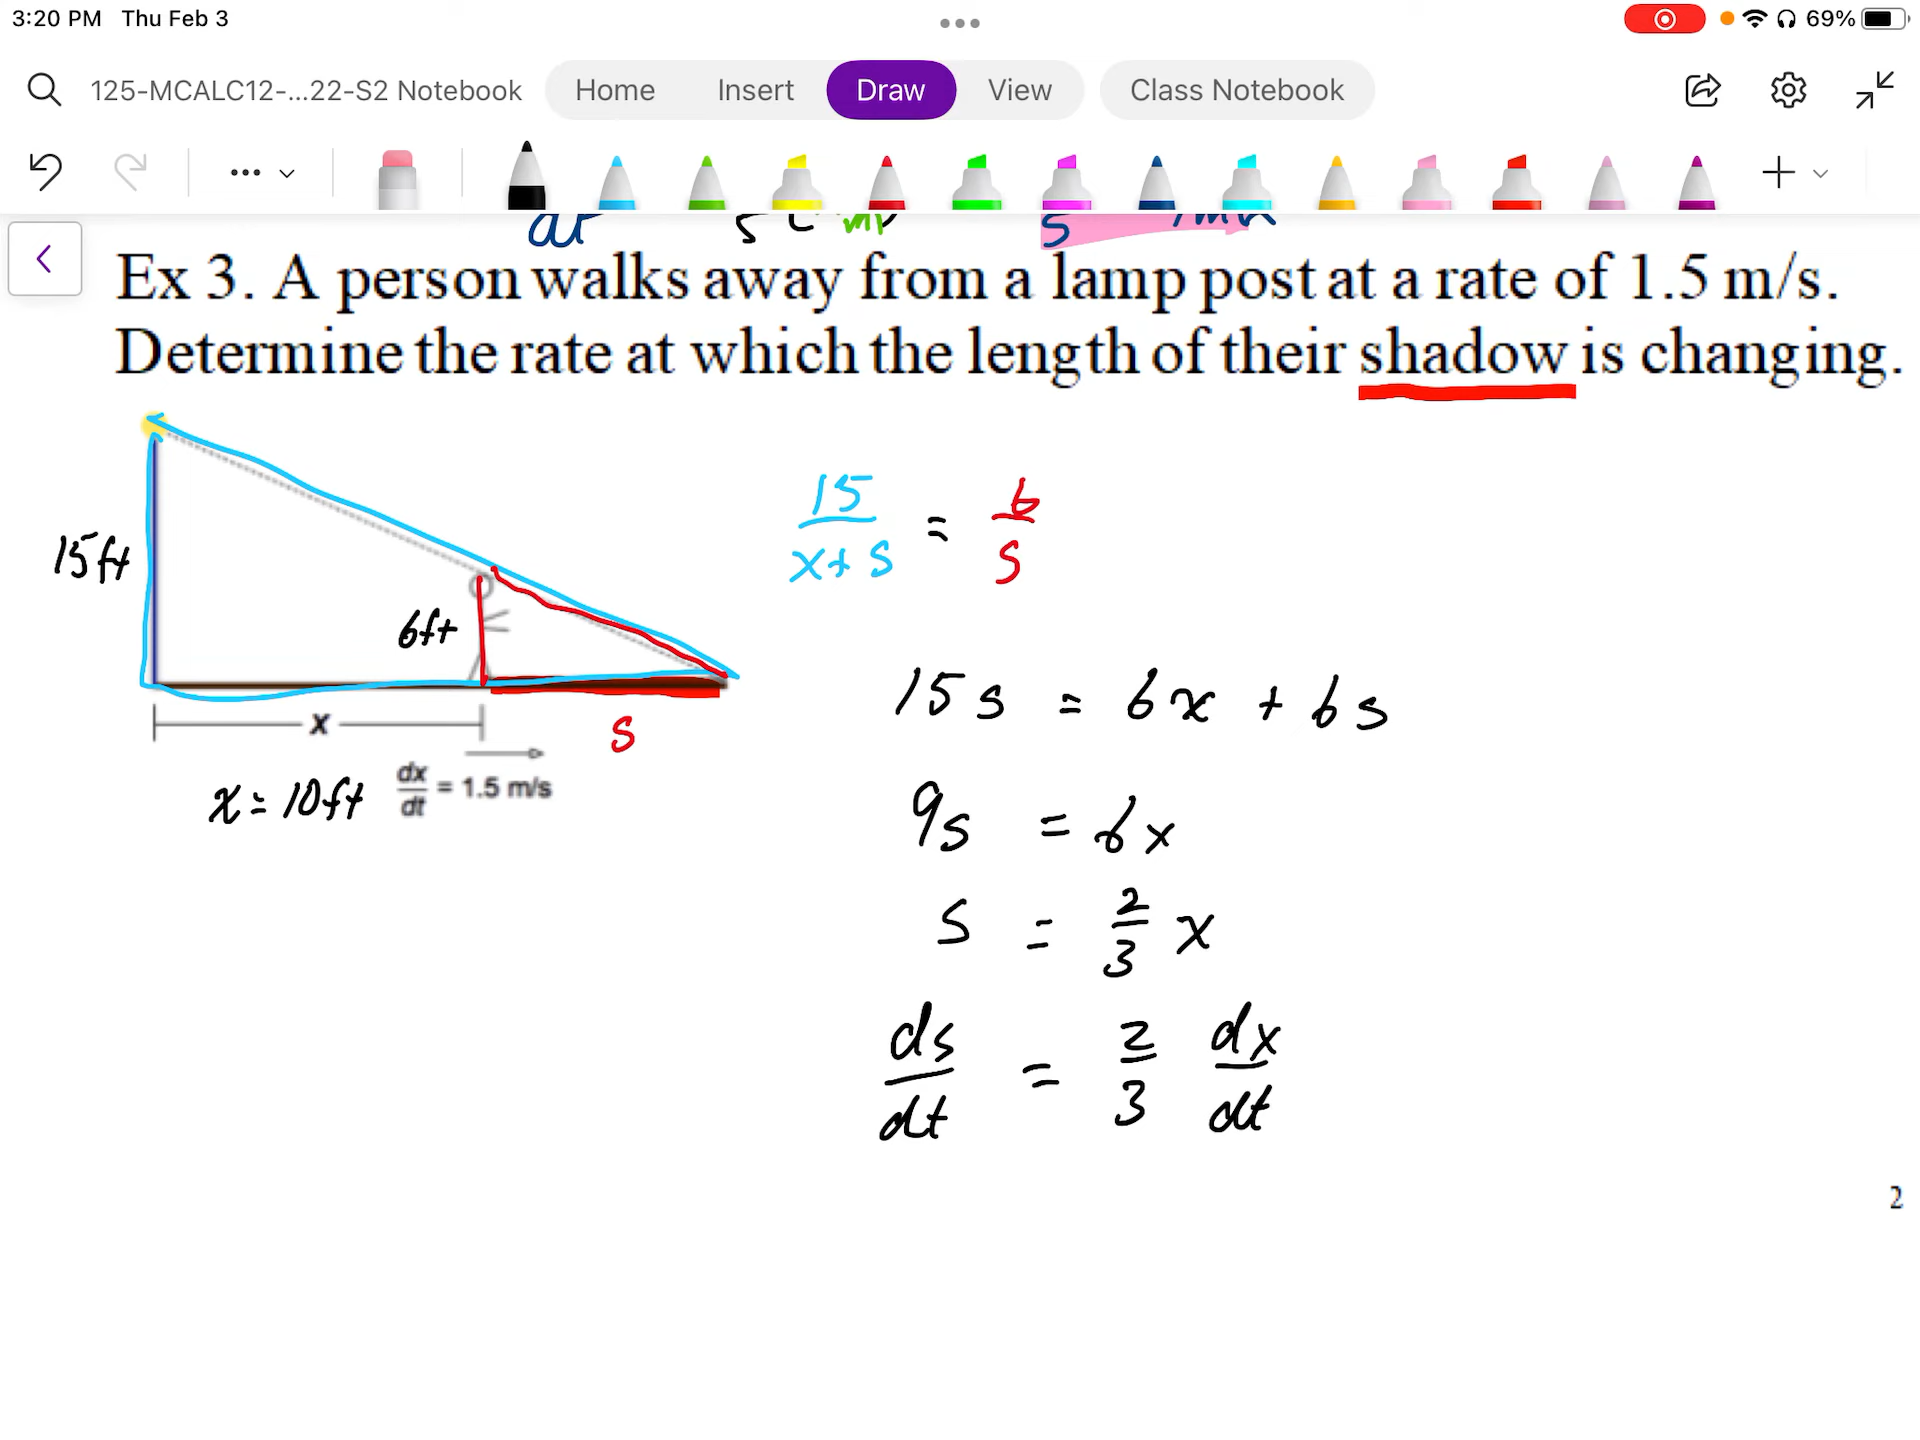 3:20 PM Thu Feb 3
69%
125-MCALC12-...22-S2 Notebook Home Insert Draw View Class Notebook
Ex 3. A person walks away from a lamp post at a rate of 1.5 m/s.
Determine the rate at which the length of their shadow is changing.
15ft
6ft
x
s
x = 10ft
dx/dt = 1.5 m/s
15/(x+s) = 6/s
15s = 6x + 6s
9s = 6x
s = 2/3 x
ds/dt = 2/3 dx/dt
2